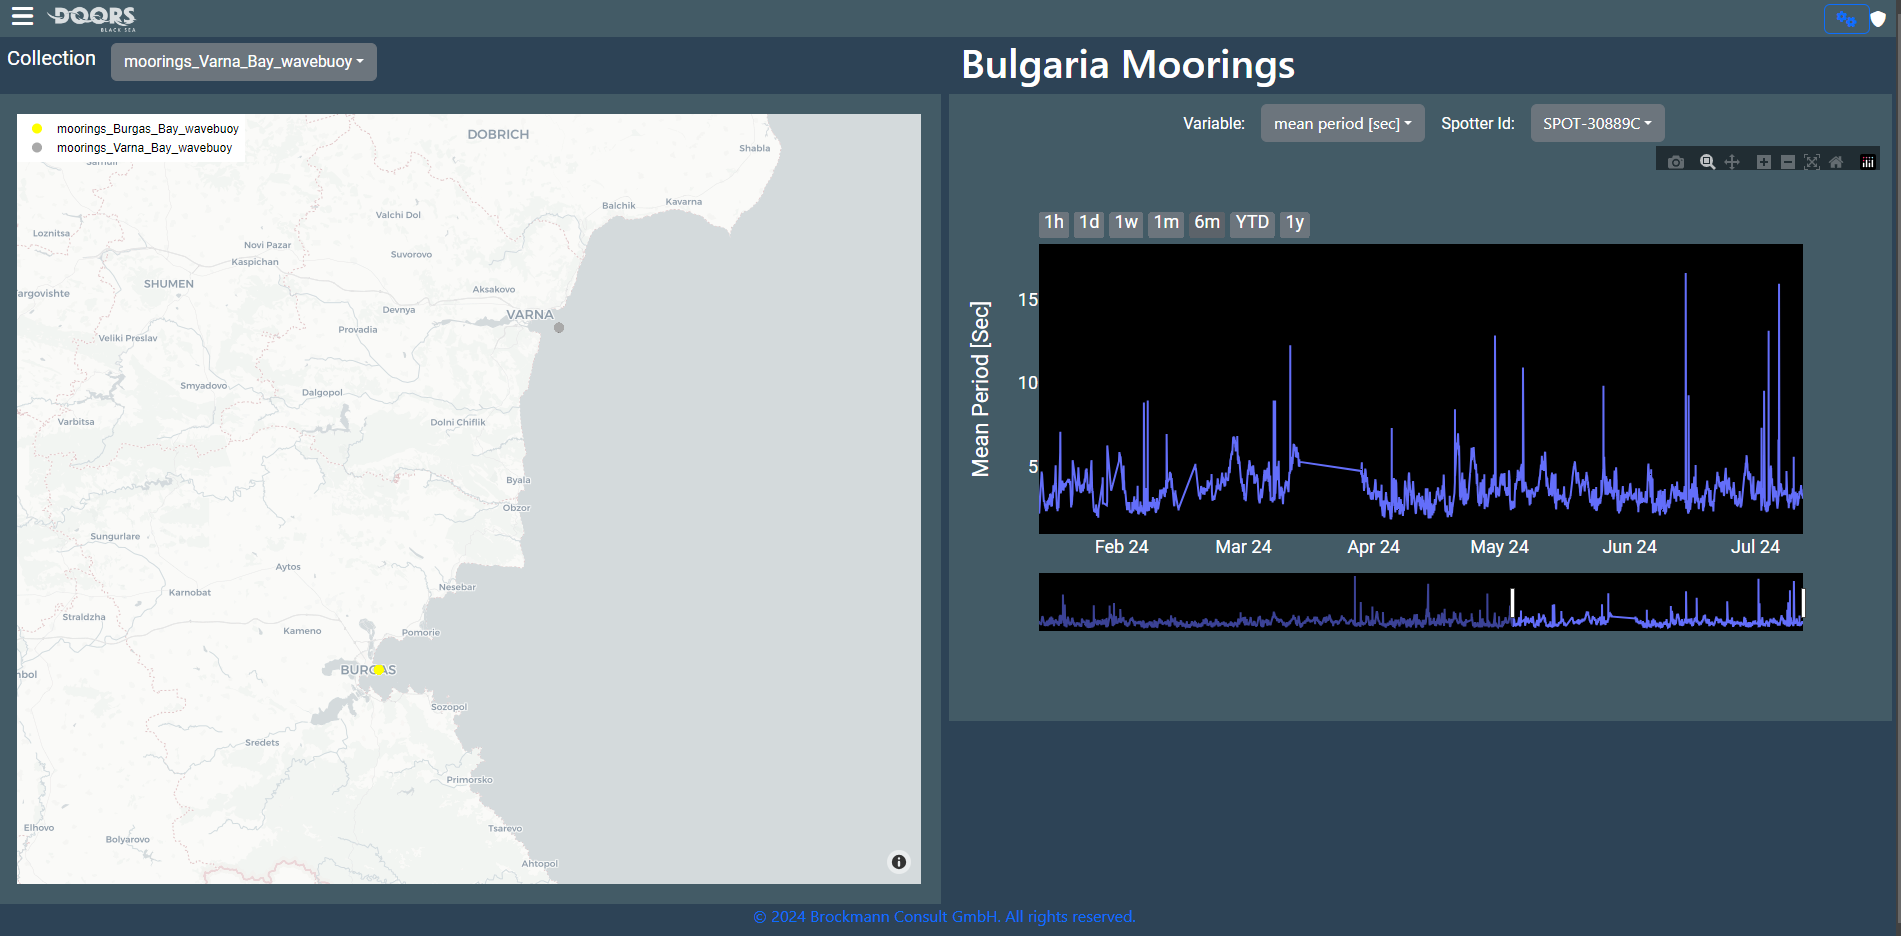 DOORS
BLACK SEA
Collection
moorings_Varna_Bay_wavebuoy
Bulgaria Moorings
moorings_Burgas_Bay_wavebuoy
moorings_Varna_Bay_wavebuoy
DOBRICH
Shabla
Balchik
Kavarna
Valchi Dol
Loznitsa
Novi Pazar
Suvorovo
Kaspichan
SHUMEN
Aksakovo
argovishte
Devnya
VARNA
Provadia
Veliki Preslav
Smyadovo
Dalgopol
Varbitsa
Dolni Chiflik
Byala
Obzor
Sungurlare
Aytos
Nesebar
Karnobat
Straldzha
Kameno
Pomorie
BURGAS
nbol
Sozopol
Sredets
Primorsko
Elhovo
Tsarevo
Bolyarovo
Ahtopol
Variable:
mean period [sec]
Spotter Id:
SPOT-30889C
1h
1d
1w
1m
6m
YTD
1y
Mean Period [Sec]
15
10
5
Feb 24
Mar 24
Apr 24
May 24
Jun 24
Jul 24
© 2024 Brockmann Consult GmbH. All rights reserved.